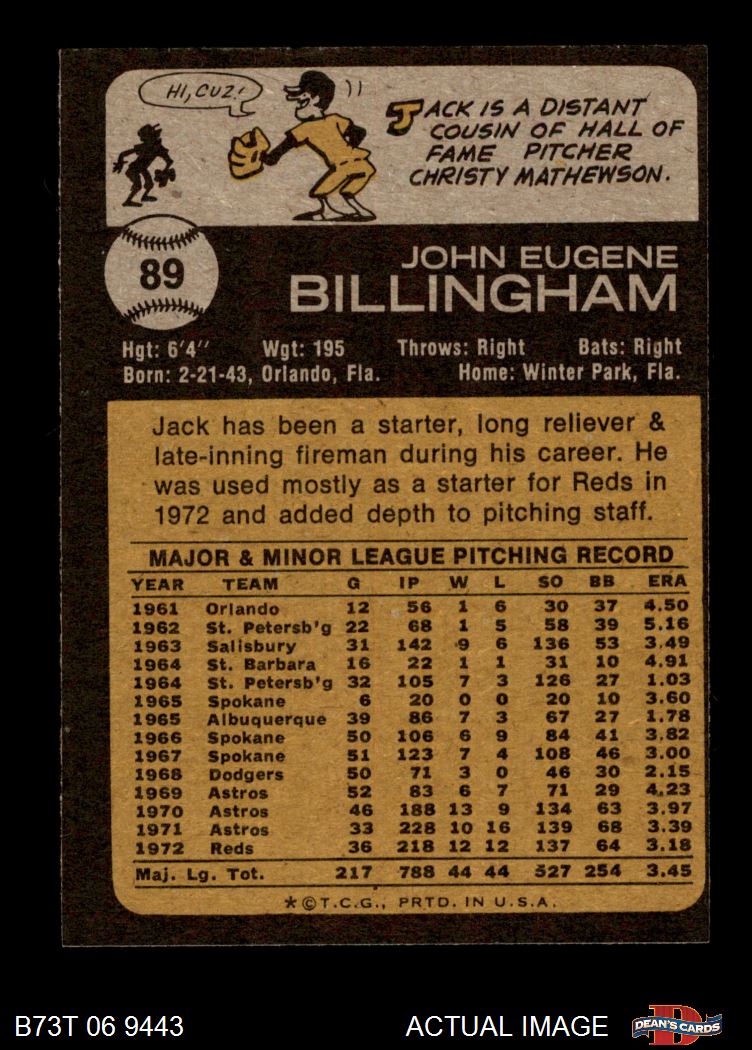 HI, CUZ!
JACK IS A DISTANT
COUSIN OF HALL OF
FAME PITCHER
CHRISTY MATHEWSON.
89
JOHN EUGENE
BILLINGHAM
Hgt: 6'4" Wgt: 195 Throws: Right Bats: Right
Born: 2-21-43, Orlando, Fla. Home: Winter Park, Fla.
Jack has been a starter, long reliever &
late-inning fireman during his career. He
was used mostly as a starter for Reds in
1972 and added depth to pitching staff.
MAJOR & MINOR LEAGUE PITCHING RECORD
YEAR TEAM G IP W L SO BB ERA
1961 Orlando 12 56 1 6 30 37 4.50
1962 St. Petersb'g 22 68 1 5 58 39 5.16
1963 Salisbury 31 142 9 6 136 53 3.49
1964 St. Barbara 16 22 1 1 31 10 4.91
1964 St. Petersb'g 32 105 7 3 126 27 1.03
1965 Spokane 6 20 0 0 20 10 3.60
1965 Albuquerque 39 86 7 3 67 27 1.78
1966 Spokane 50 106 6 9 84 41 3.82
1967 Spokane 51 123 7 4 108 46 3.00
1968 Dodgers 50 71 3 0 46 30 2.15
1969 Astros 52 83 6 7 71 29 4.23
1970 Astros 46 188 13 9 134 63 3.97
1971 Astros 33 228 10 16 139 68 3.39
1972 Reds 36 218 12 12 137 64 3.18
Maj. Lg. Tot. 217 788 44 44 527 254 3.45
*©T.C.G., PRTD. IN U.S.A.
B73T 06 9443 ACTUAL IMAGE D DEAN'S CARDS